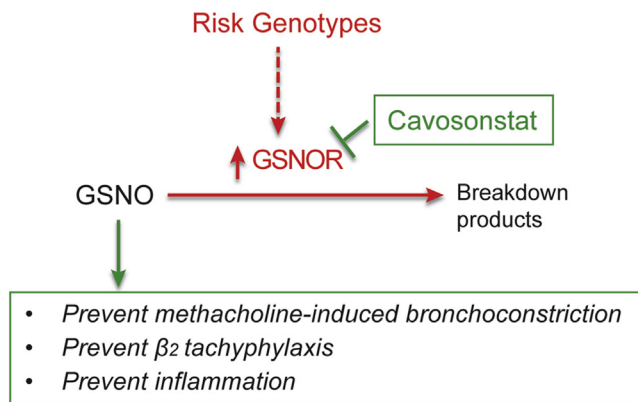 Risk Genotypes
Cavosonstat
GSNOR
GSNO
Breakdown
products
• Prevent methacholine-induced bronchoconstriction
• Prevent β2 tachyphylaxis
• Prevent inflammation